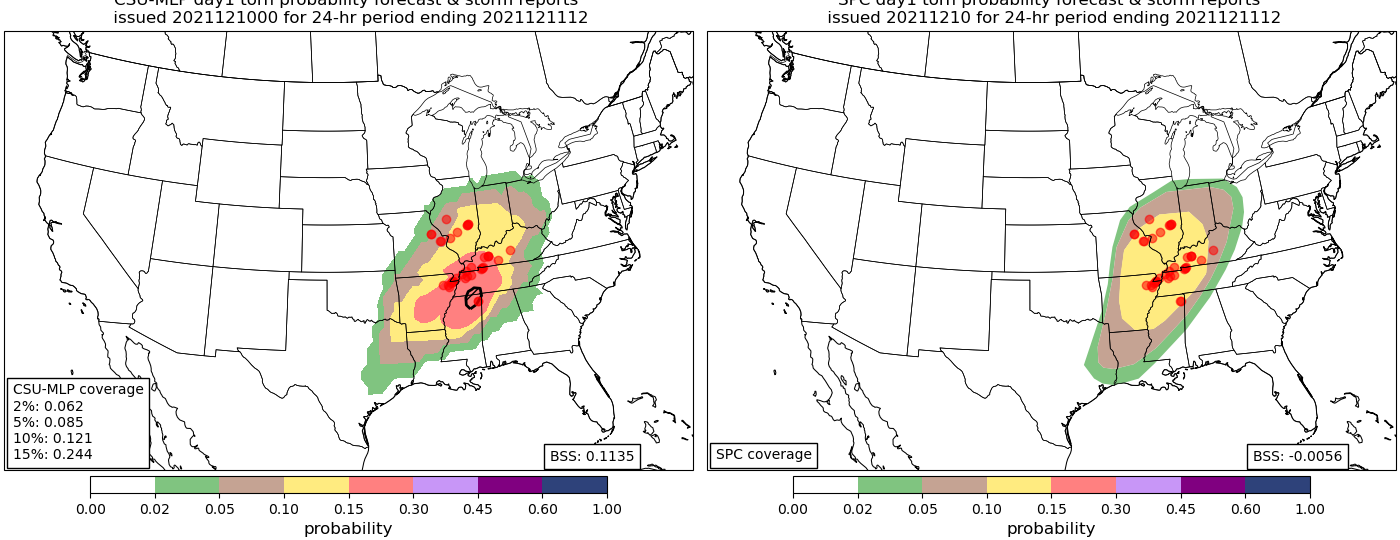 CSU-MLP day1 torn probability forecast & storm reports
issued 2021121000 for 24-hr period ending 2021121112
SPC day1 torn probability forecast & storm reports
issued 20211210 for 24-hr period ending 2021121112
CSU-MLP coverage
2%: 0.062
5%: 0.085
10%: 0.121
15%: 0.244
BSS: 0.1135
SPC coverage
BSS: -0.0056
0.00 0.02 0.05 0.10 0.15 0.30 0.45 0.60 1.00
probability
0.00 0.02 0.05 0.10 0.15 0.30 0.45 0.60 1.00
probability